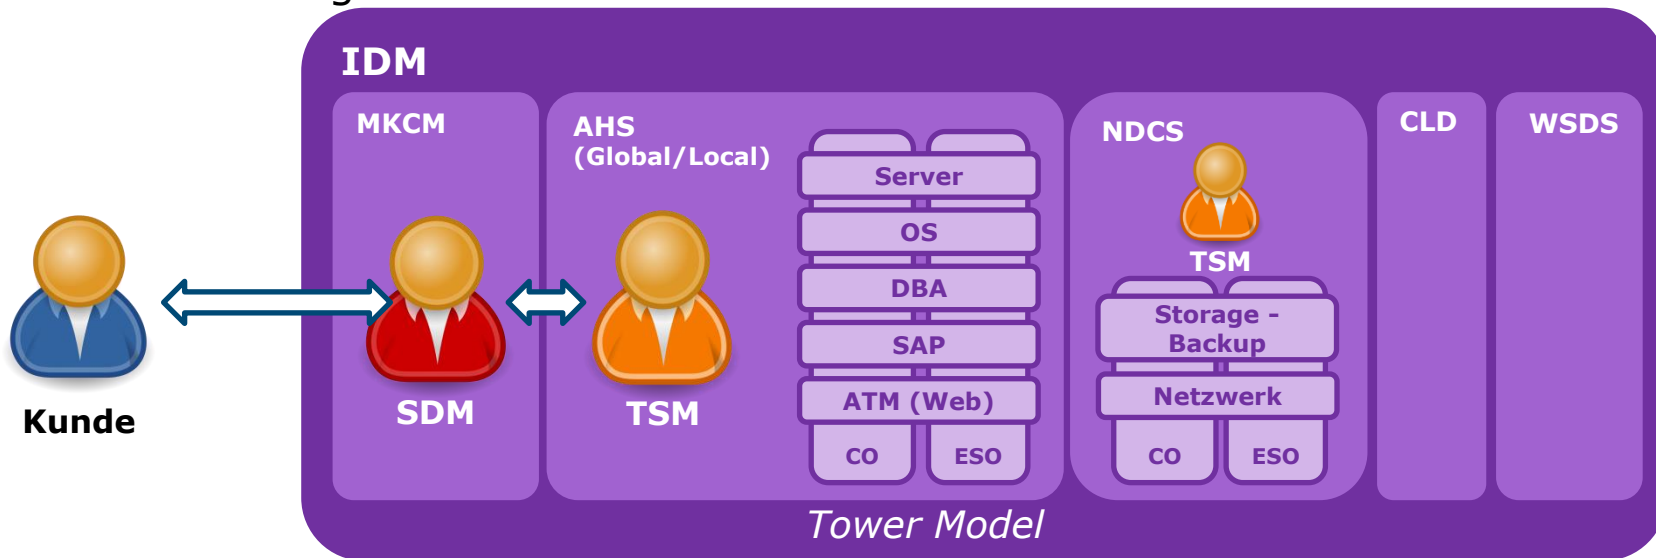 IDM
MKCM
AHS
(Global/Local)
Server
OS
DBA
SAP
ATM (Web)
CO
ESO
NDCS
TSM
Storage -
Backup
Netzwerk
CO
ESO
CLD
WSDS
Kunde
SDM
TSM
Tower Model